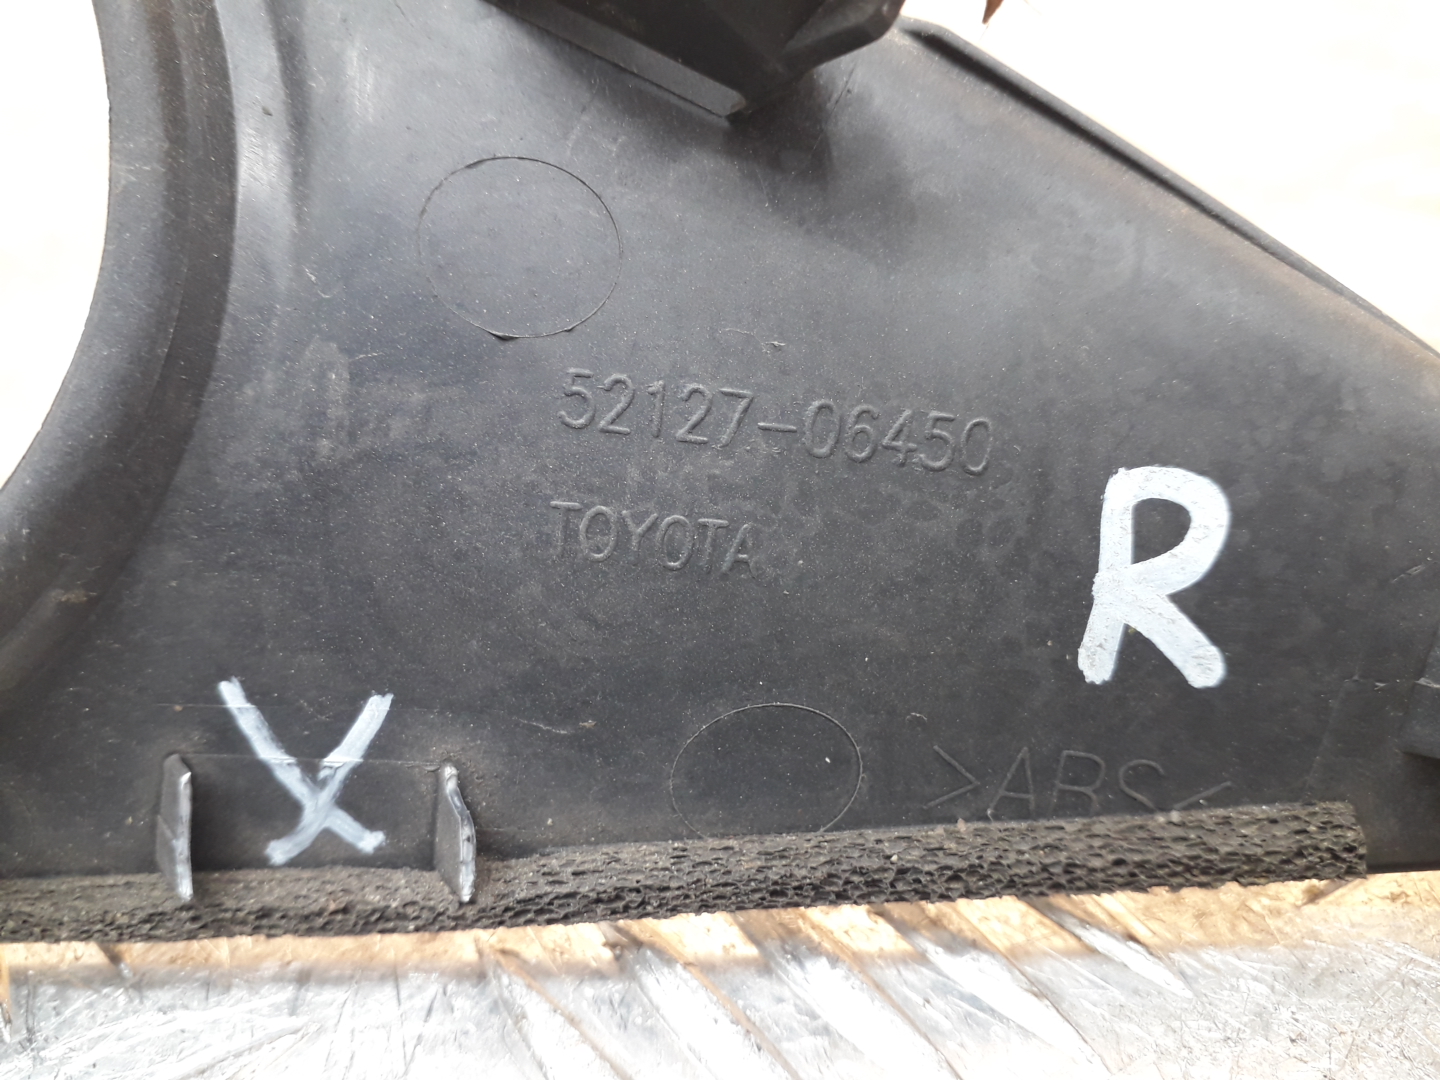 52127-06450
TOYOTA
R
X
>ABS<